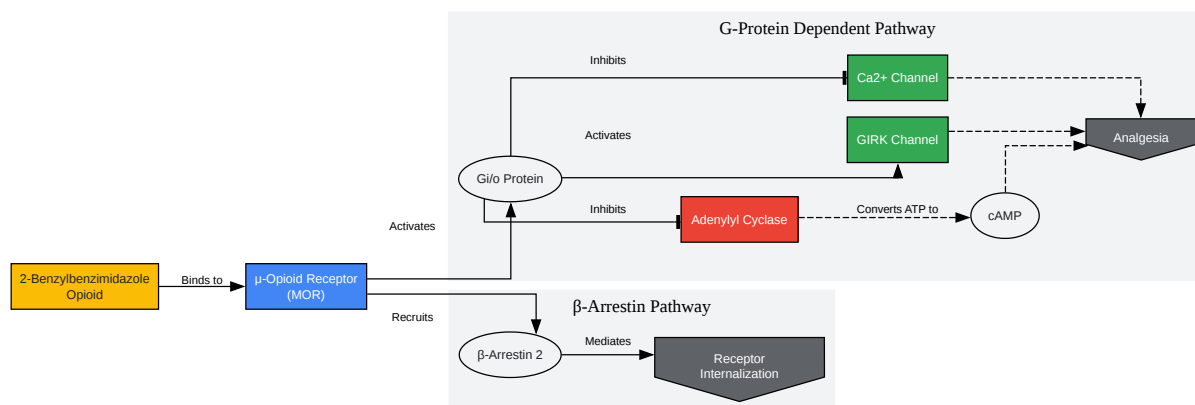 G-Protein Dependent Pathway
Inhibits
Ca2+ Channel
Activates
GIRK Channel
Analgesia
Gi/o Protein
Inhibits
Adenylyl Cyclase
Converts ATP to
cAMP
Activates
2-Benzylbenzimidazole
Opioid
Binds to
μ-Opioid Receptor
(MOR)
Recruits
β-Arrestin Pathway
β-Arrestin 2
Mediates
Receptor
Internalization